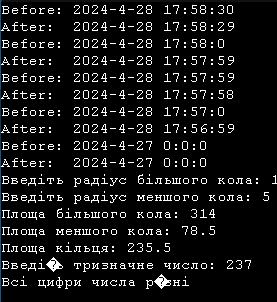 Before: 2024-4-28 17:58:30
After:  2024-4-28 17:58:29
Before: 2024-4-28 17:58:0
After:  2024-4-28 17:57:59
Before: 2024-4-28 17:57:59
After:  2024-4-28 17:57:58
Before: 2024-4-28 17:57:0
After:  2024-4-28 17:56:59
Before: 2024-4-27 0:0:0
After:  2024-4-27 0:0:0
Введіть радіус більшого кола: 1
Введіть радіус меншого кола: 5
Площа більшого кола: 314
Площа меншого кола: 78.5
Площа кільця: 235.5
Введі�ь тризначне число: 237
Всі цифри числа р�зні